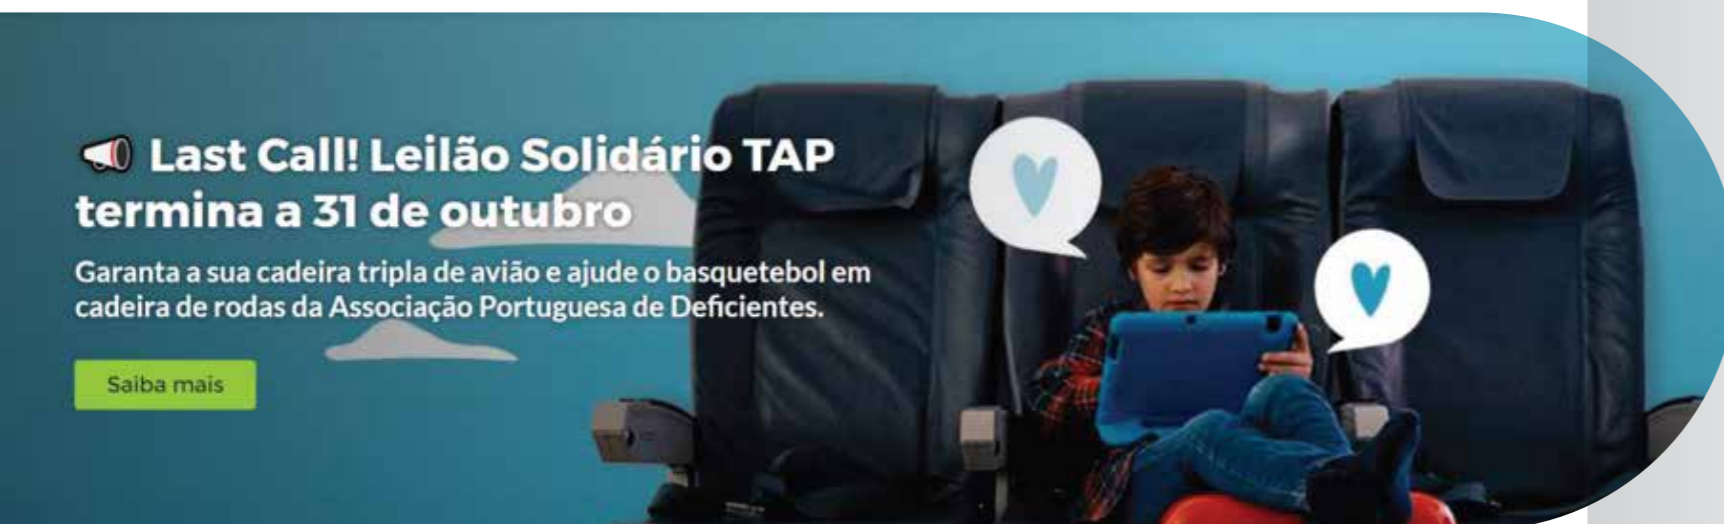 Last Call! Leilão Solidário TAP
termina a 31 de outubro
Garanta a sua cadeira tripla de avião e ajude o basquetebol em
cadeira de rodas da Associação Portuguesa de Deficientes.
Saiba mais